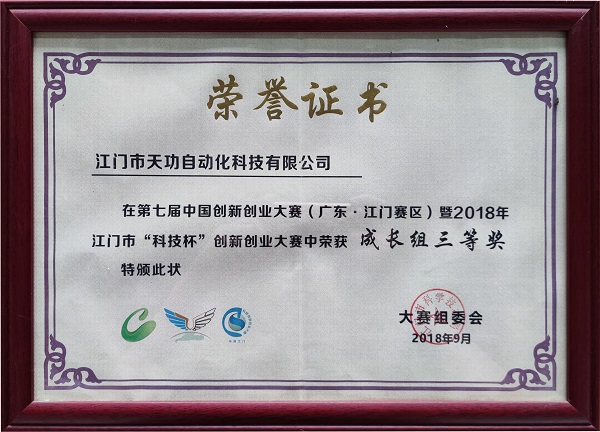 荣誉证书
江门市天功自动化科技有限公司
在第七届中国创新创业大赛（广东·江门赛区）暨2018年
江门市“科技杯”创新创业大赛中荣获 成长组三等奖
特颁此状
大赛组委会
2018年9月